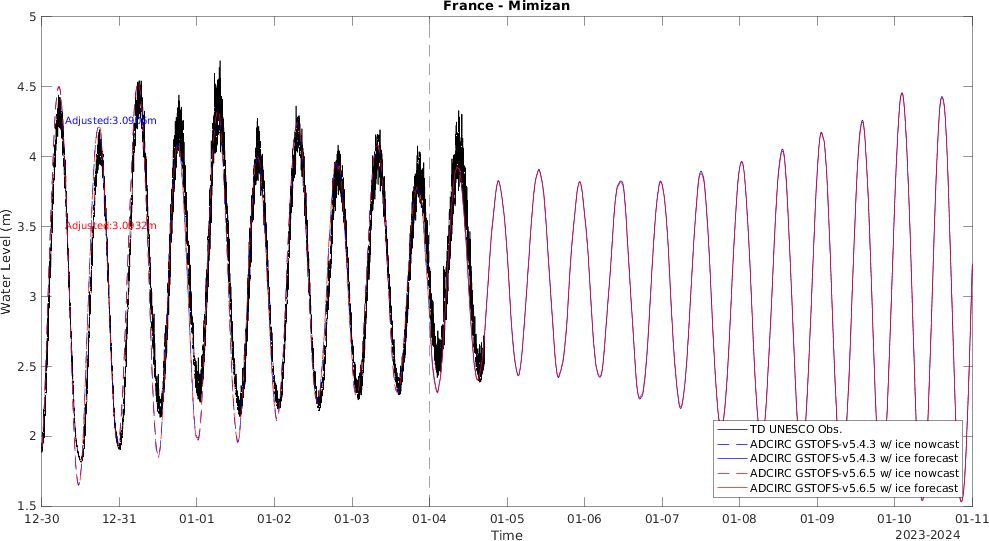 France - Mimizan
5
4.5
4
3.5
3
2.5
2
1.5
Water Level (m)
Adjusted:3.0932m
TD UNESCO Obs.
ADCIRC GSTOFS-v5.4.3 w/ ice nowcast
ADCIRC GSTOFS-v5.4.3 w/ ice forecast
ADCIRC GSTOFS-v5.6.5 w/ ice nowcast
ADCIRC GSTOFS-v5.6.5 w/ ice forecast
12-30 12-31 01-01 01-02 01-03 01-04 01-05 01-06 01-07 01-08 01-09 01-10 01-11
Time
2023-2024